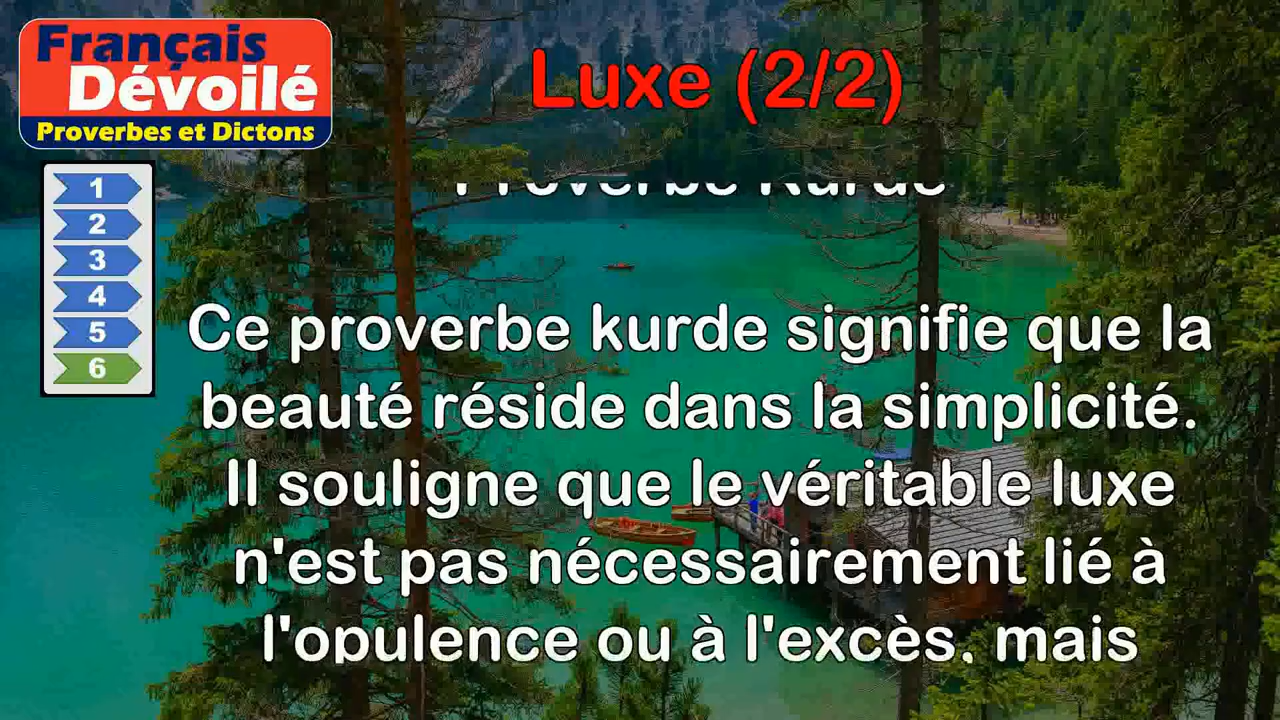 Français
Dévoilé
Proverbes et Dictons
Luxe (2/2)
1
2
3
4
5
6
Proverbe Kurde
Ce proverbe kurde signifie que la
beauté réside dans la simplicité.
Il souligne que le véritable luxe
n'est pas nécessairement lié à
l'opulence ou à l'excès, mais